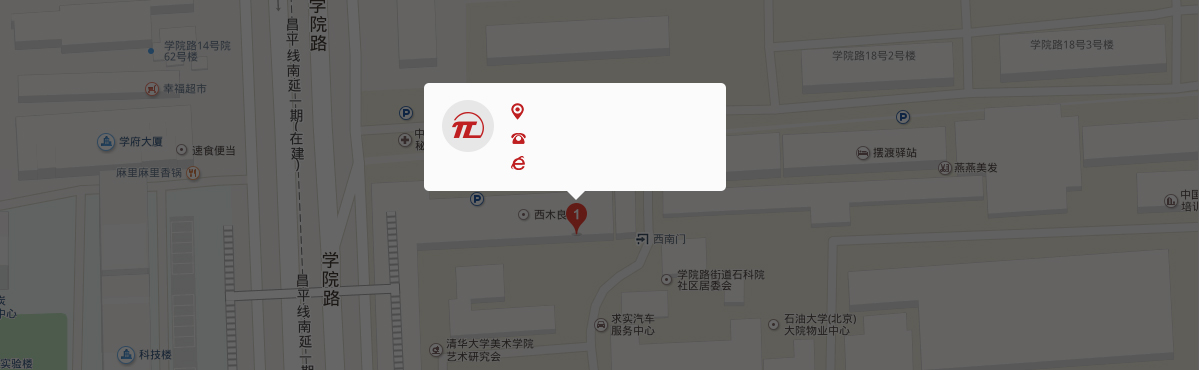 学院路
昌平线南延一期(在建)
学院路14号院
62号楼
幸福超市
学府大厦
速食便当
麻里麻里香锅
P
P
P
学院路18号2号楼
学院路18号3号楼
摆渡驿站
燕燕美发
中国
培训
TL
西木良
1
西南门
学院路
昌平线南延一期
学院路街道石科院
社区居委会
求实汽车
服务中心
石油大学(北京)
大院物业中心
清华大学美术学院
艺术研究会
科技楼
中心
实验楼